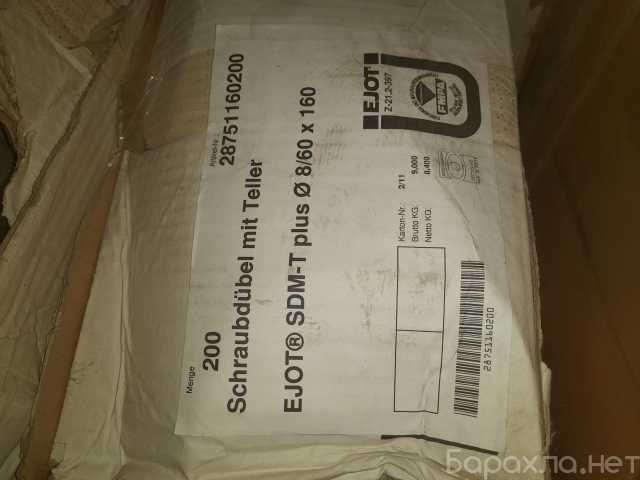 Menge
200
Artikel-Nr.:
28751160200
Schraubdübel mit Teller
EJOT® SDM-T plus Ø 8/60 x 160
EJOT
Z-21.2-397
FMPA
Karton-Nr.: 2/11
Brutto KG: 9,000
Netto KG: 8,400
28751160200
Барахла.нет